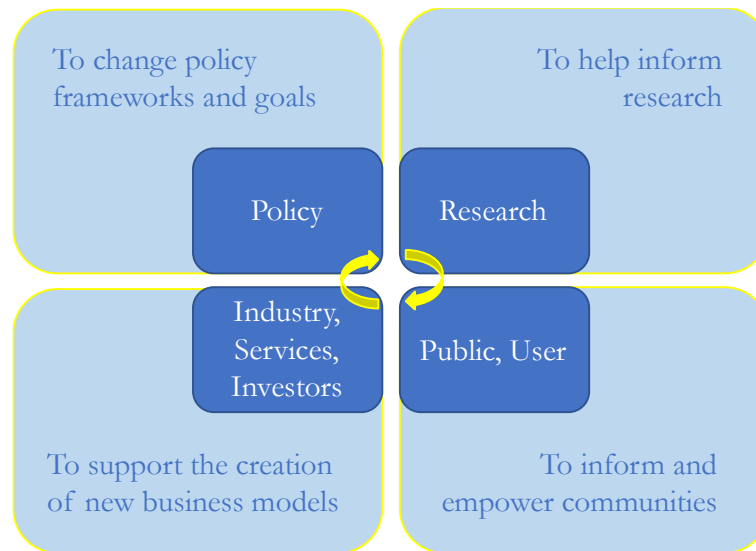 To change policy
frameworks and goals
To help inform
research
Policy
Research
Industry,
Services,
Investors
Public, User
To support the creation
of new business models
To inform and
empower communities